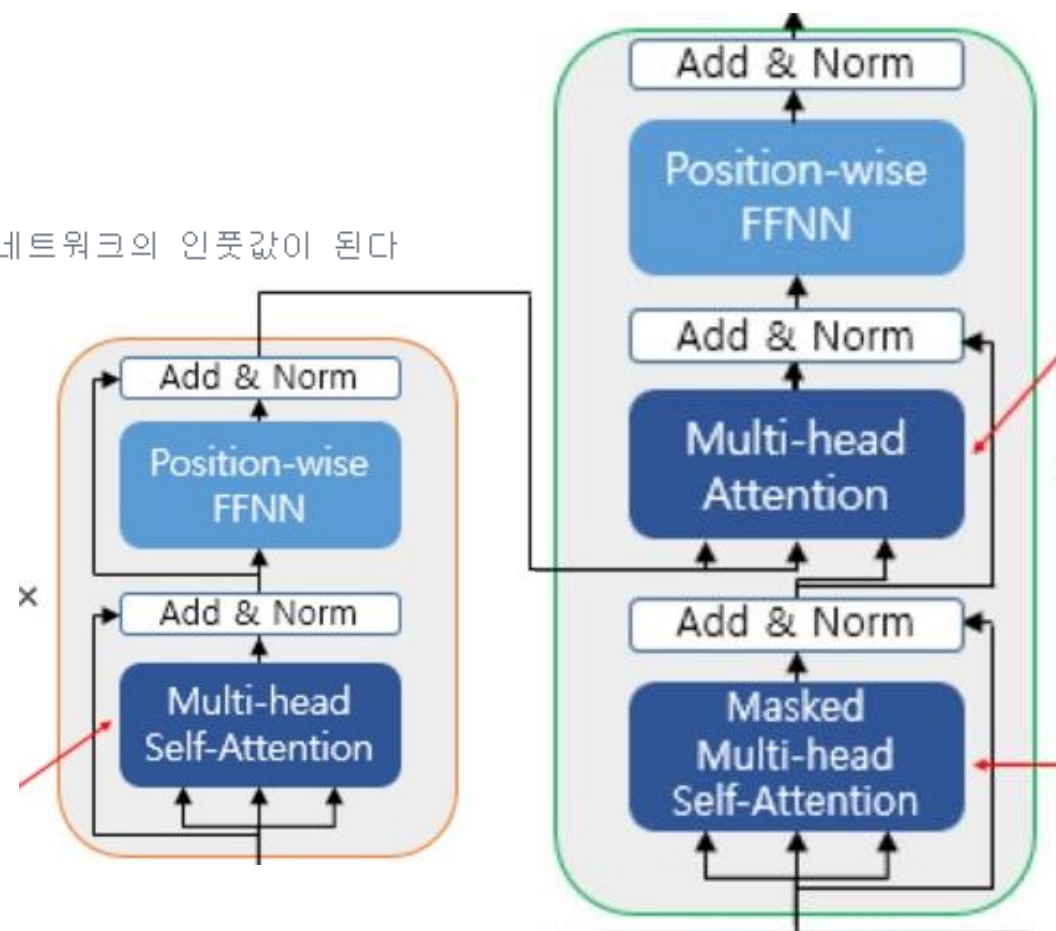 네트워크의 인풋값이 된다
Add & Norm
Position-wise
FFNN
Add & Norm
Multi-head
Self-Attention
×
Add & Norm
Position-wise
FFNN
Add & Norm
Multi-head
Attention
Add & Norm
Masked
Multi-head
Self-Attention